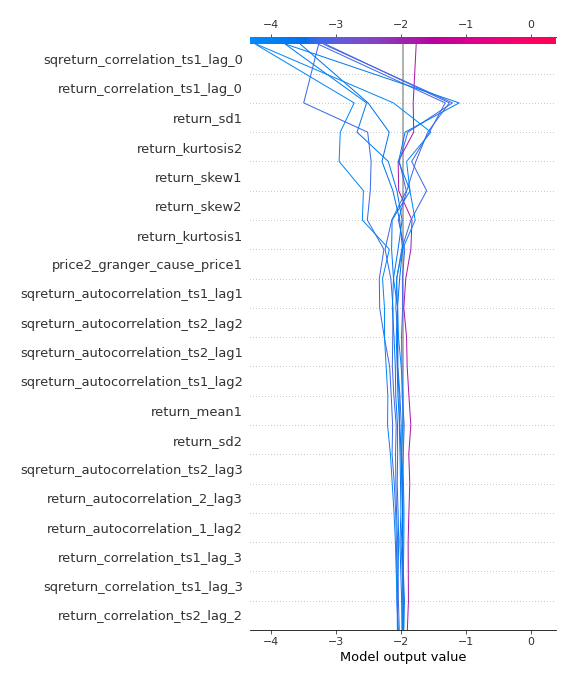 −4 −3 −2 −1 0
sqreturn_correlation_ts1_lag_0
return_correlation_ts1_lag_0
return_sd1
return_kurtosis2
return_skew1
return_skew2
return_kurtosis1
price2_granger_cause_price1
sqreturn_autocorrelation_ts1_lag1
sqreturn_autocorrelation_ts2_lag2
sqreturn_autocorrelation_ts2_lag1
sqreturn_autocorrelation_ts1_lag2
return_mean1
return_sd2
sqreturn_autocorrelation_ts2_lag3
return_autocorrelation_2_lag3
return_autocorrelation_1_lag2
return_correlation_ts1_lag_3
sqreturn_correlation_ts1_lag_3
return_correlation_ts2_lag_2
−4 −3 −2 −1 0
Model output value